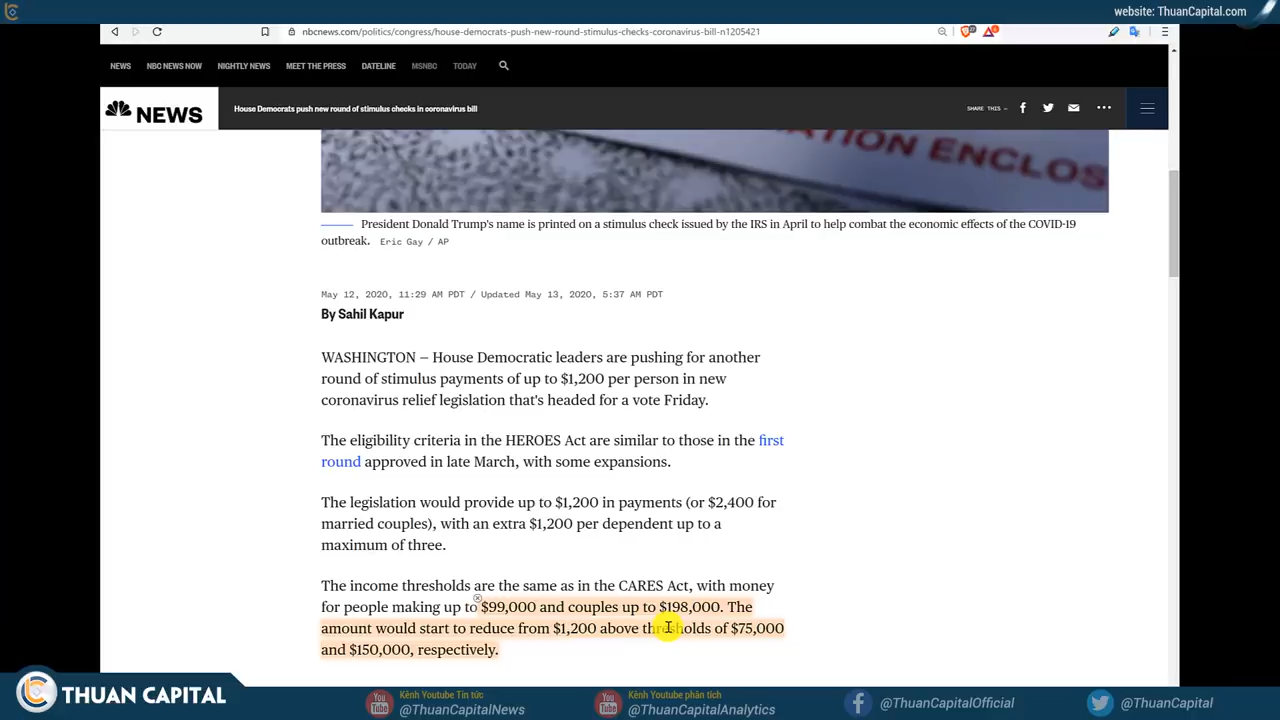 website: ThuanCapital.com
nbcnews.com/politics/congress/house-democrats-push-new-round-stimulus-checks-coronavirus-bill-n1205421
NEWS NBC NEWS NOW NIGHTLY NEWS MEET THE PRESS DATELINE MSNBC TODAY
NEWS House Democrats push new round of stimulus checks in coronavirus bill SHARE THIS –
ATION ENCLOS
President Donald Trump's name is printed on a stimulus check issued by the IRS in April to help combat the economic effects of the COVID-19
outbreak. Eric Gay / AP
May 12, 2020, 11:29 AM PDT / Updated May 13, 2020, 5:37 AM PDT
By Sahil Kapur
WASHINGTON — House Democratic leaders are pushing for another
round of stimulus payments of up to $1,200 per person in new
coronavirus relief legislation that's headed for a vote Friday.
The eligibility criteria in the HEROES Act are similar to those in the first
round approved in late March, with some expansions.
The legislation would provide up to $1,200 in payments (or $2,400 for
married couples), with an extra $1,200 per dependent up to a
maximum of three.
The income thresholds are the same as in the CARES Act, with money
for people making up to $99,000 and couples up to $198,000. The
amount would start to reduce from $1,200 above thresholds of $75,000
and $150,000, respectively.
THUAN CAPITAL
You Tube
Kênh Youtube Tin tức
@ThuanCapitalNews
You Tube
Kênh Youtube phân tích
@ThuanCapitalAnalytics
@ThuanCapitalOfficial
@ThuanCapital